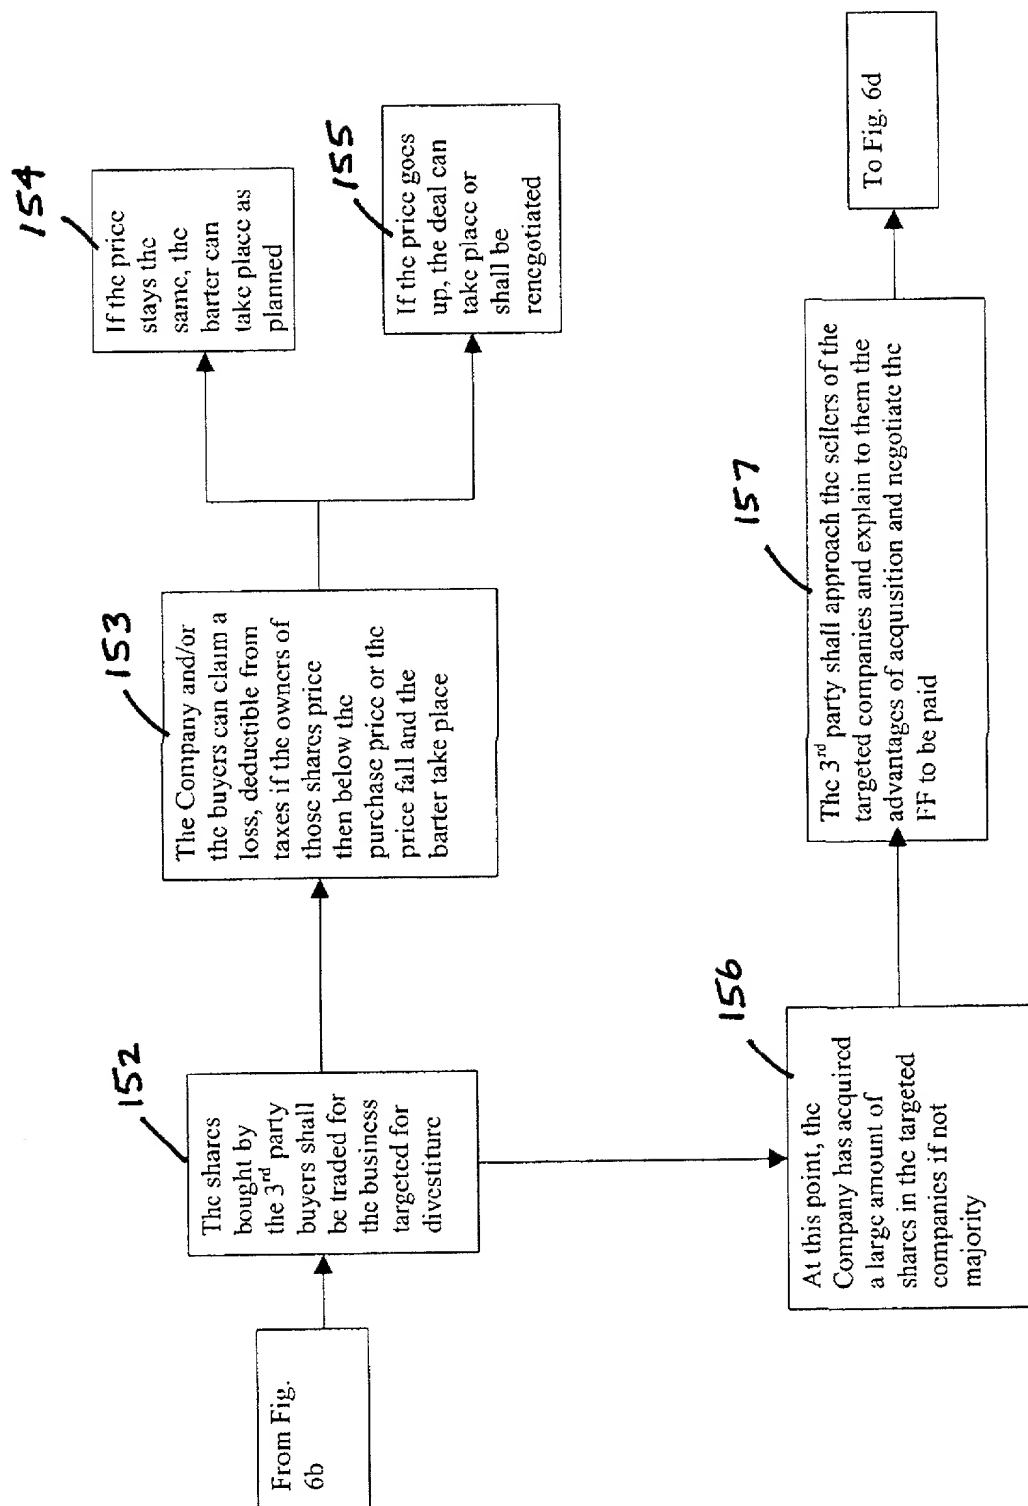 From Fig.
6b
152
The shares
bought by
the 3rd party
buyers shall
be traded for
the business
targeted for
divestiture
153
The Company and/or
the buyers can claim a
loss, deductible from
taxes if the owners of
those shares price
then below the
purchase price or the
price fall and the
barter take place
154
If the price
stays the
same, the
barter can
take place as
planned
155
If the price goes
up, the deal can
take place or
shall be
renegotiated
156
At this point, the
Company has acquired
a large amount of
shares in the targeted
companies if not
majority
157
The 3rd party shall approach the sellers of the
targeted companies and explain to them the
advantages of acquisition and negotiate the
FF to be paid
To Fig. 6d